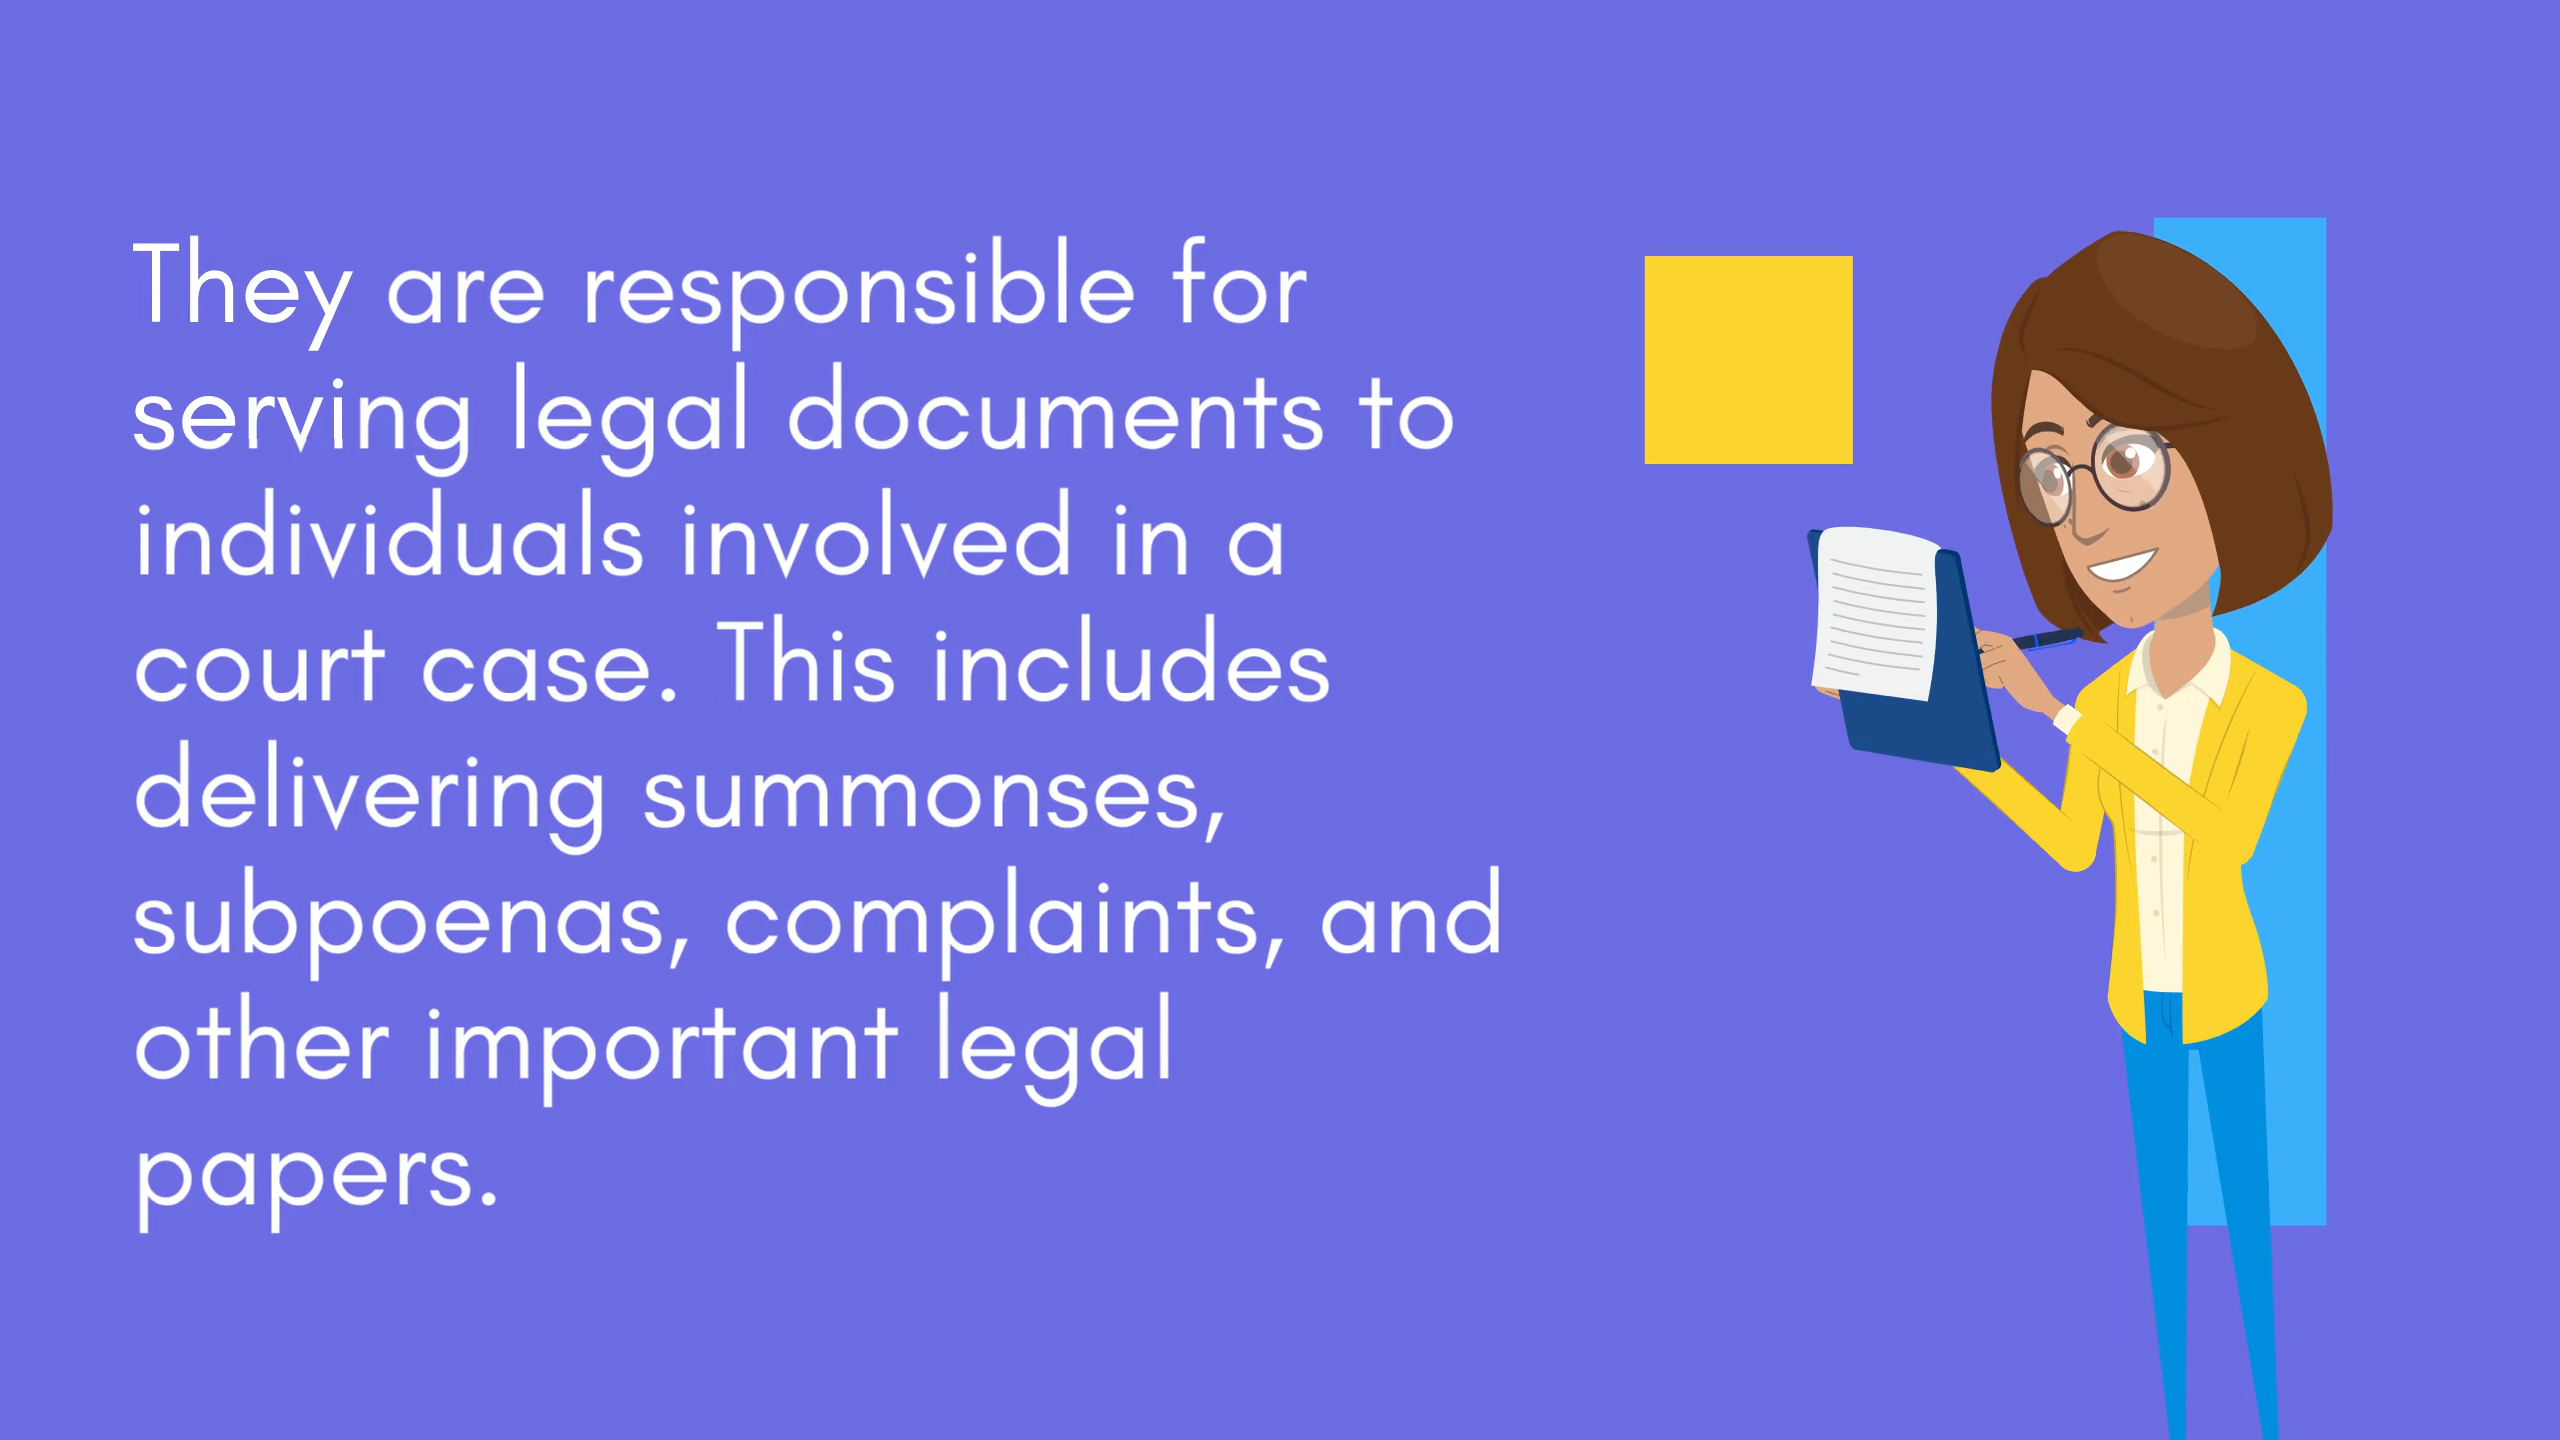 They are responsible for
serving legal documents to
individuals involved in a
court case. This includes
delivering summonses,
subpoenas, complaints, and
other important legal
papers.